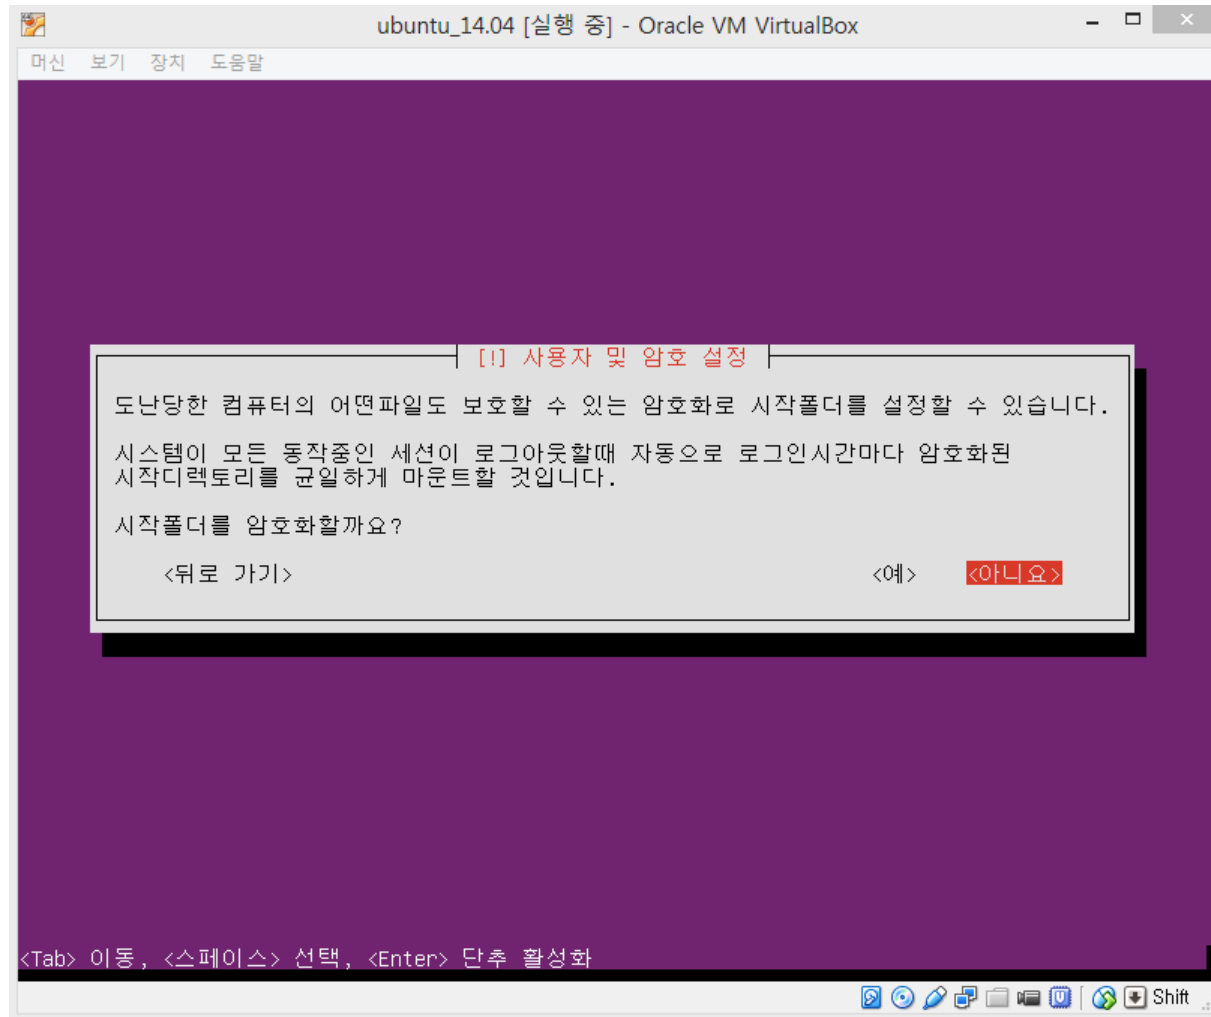 ubuntu_14.04 [실행 중] - Oracle VM VirtualBox
머신 보기 장치 도움말
[!] 사용자 및 암호 설정
도난당한 컴퓨터의 어떤파일도 보호할 수 있는 암호화로 시작폴더를 설정할 수 있습니다.
시스템이 모든 동작중인 세션이 로그아웃할때 자동으로 로그인시간마다 암호화된
시작디렉토리를 균일하게 마운트할 것입니다.
시작폴더를 암호화할까요?
<뒤로 가기> <예> <아니요>
<Tab> 이동, <스페이스> 선택, <Enter> 단추 활성화
Shift